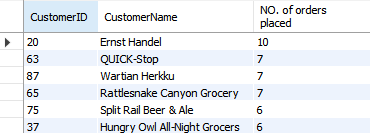 CustomerID CustomerName NO. of orders placed
20 Ernst Handel 10
63 QUICK-Stop 7
87 Wartian Herkku 7
65 Rattlesnake Canyon Grocery 7
75 Split Rail Beer & Ale 6
37 Hungry Owl All-Night Grocers 6